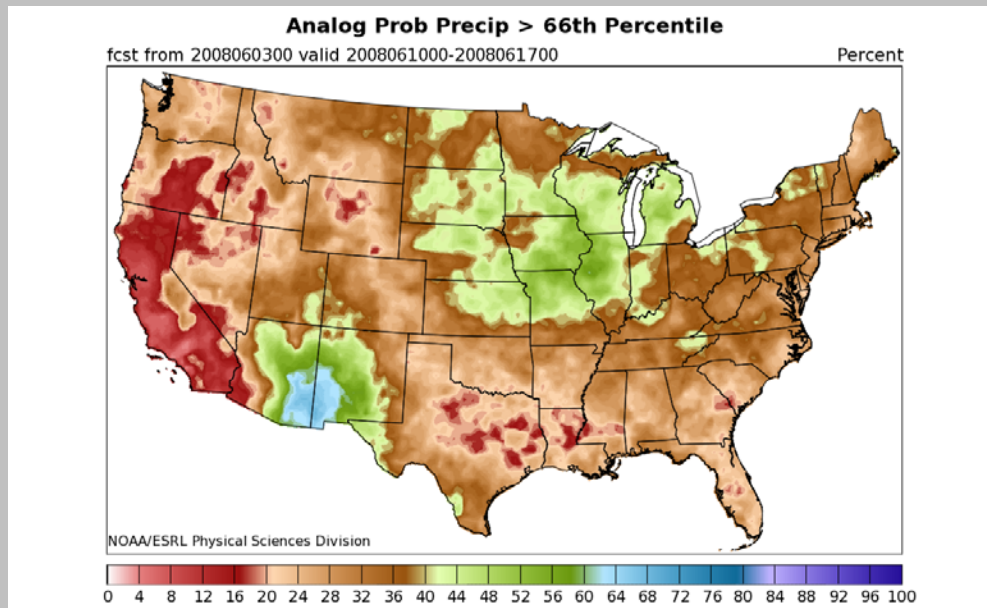 Analog Prob Precip > 66th Percentile
fcst from 2008060300 valid 2008061000-2008061700 Percent
NOAA/ESRL Physical Sciences Division
0 4 8 12 16 20 24 28 32 36 40 44 48 52 56 60 64 68 72 76 80 84 88 92 96 100